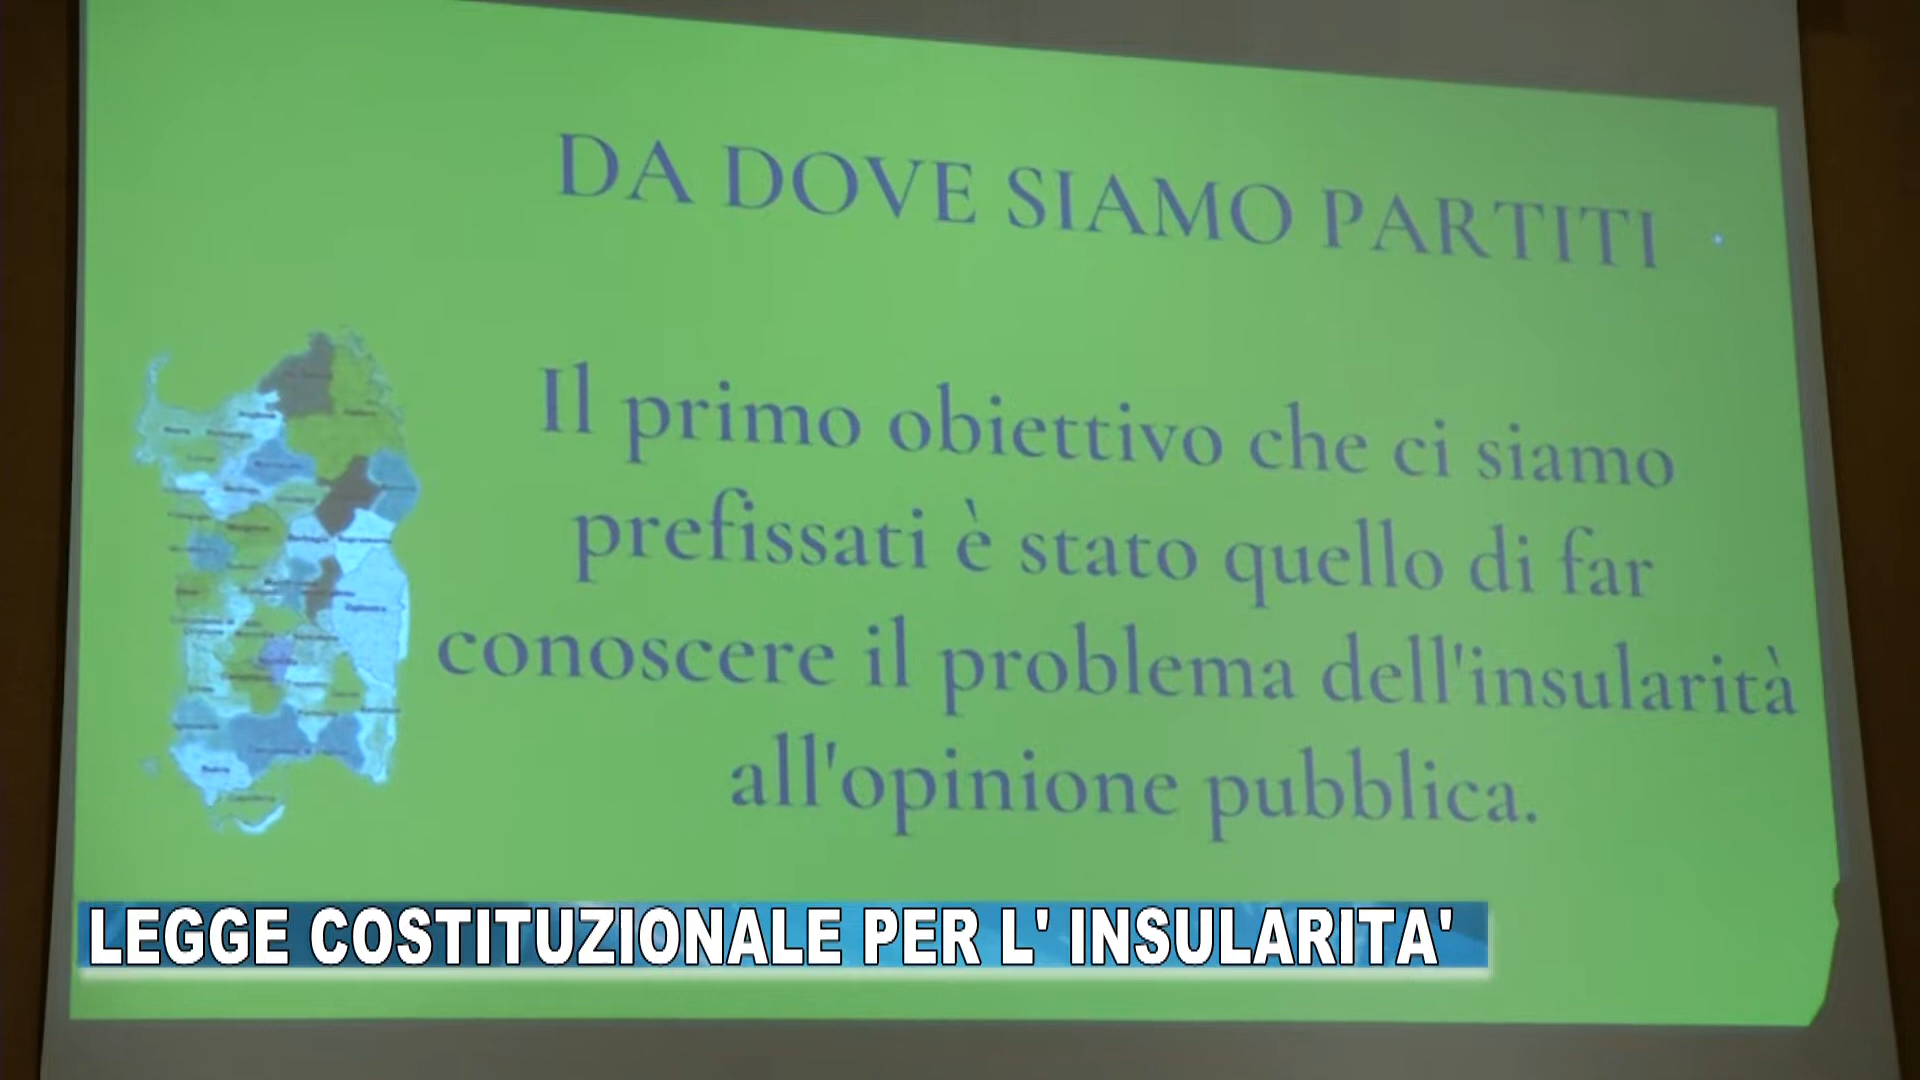 DA DOVE SIAMO PARTITI
Il primo obiettivo che ci siamo
prefissati è stato quello di far
conoscere il problema dell'insularità
all'opinione pubblica.
LEGGE COSTITUZIONALE PER L' INSULARITA'